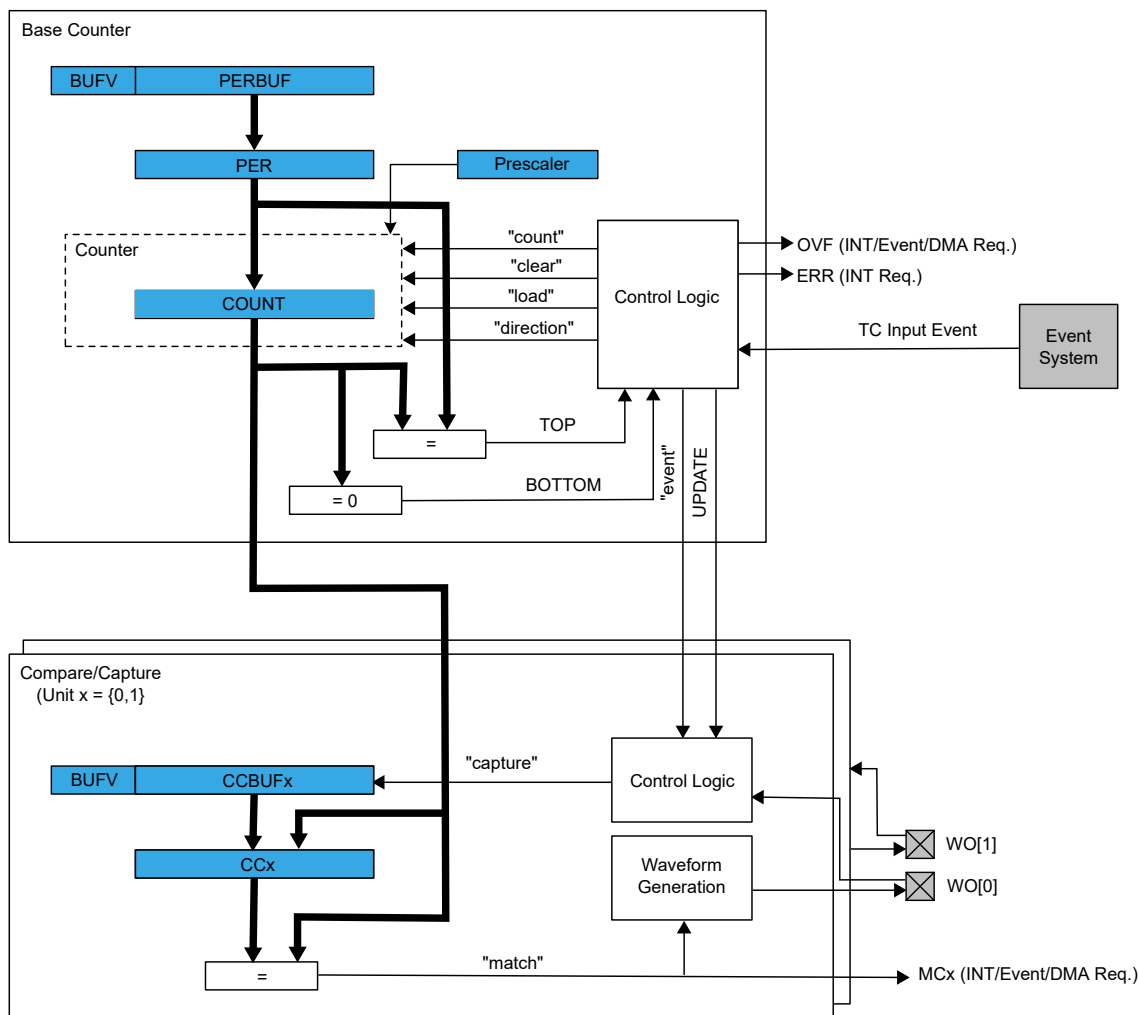 Base Counter
BUFV PERBUF
PER Prescaler
Counter
COUNT
"count"
"clear"
"load"
"direction"
Control Logic
OVF (INT/Event/DMA Req.)
ERR (INT Req.)
TC Input Event
Event
System
= TOP
= 0 BOTTOM
"event"
UPDATE
Compare/Capture
(Unit x = {0,1}
BUFV CCBUFx
"capture"
Control Logic
CCx
Waveform
Generation
WO[1]
WO[0]
= "match"
MCx (INT/Event/DMA Req.)